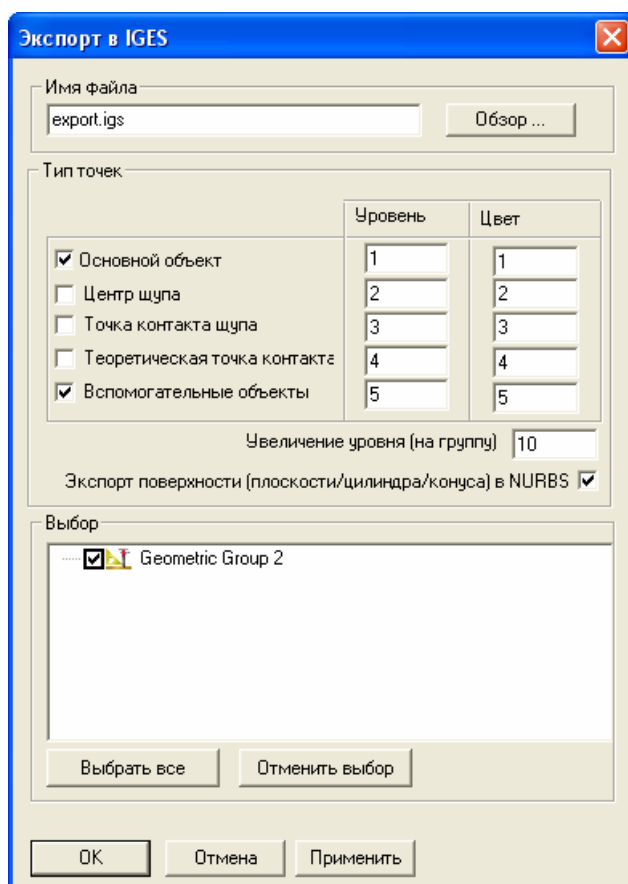 Экспорт в IGES
Имя файла
export.igs
Обзор ...
Тип точек
Уровень Цвет
Основной объект 1 1
Центр щупа 2 2
Точка контакта щупа 3 3
Теоретическая точка контакта 4 4
Вспомогательные объекты 5 5
Увеличение уровня (на группу) 10
Экспорт поверхности (плоскости/цилиндра/конуса) в NURBS
Выбор
Geometric Group 2
Выбрать все Отменить выбор
OK Отмена Применить